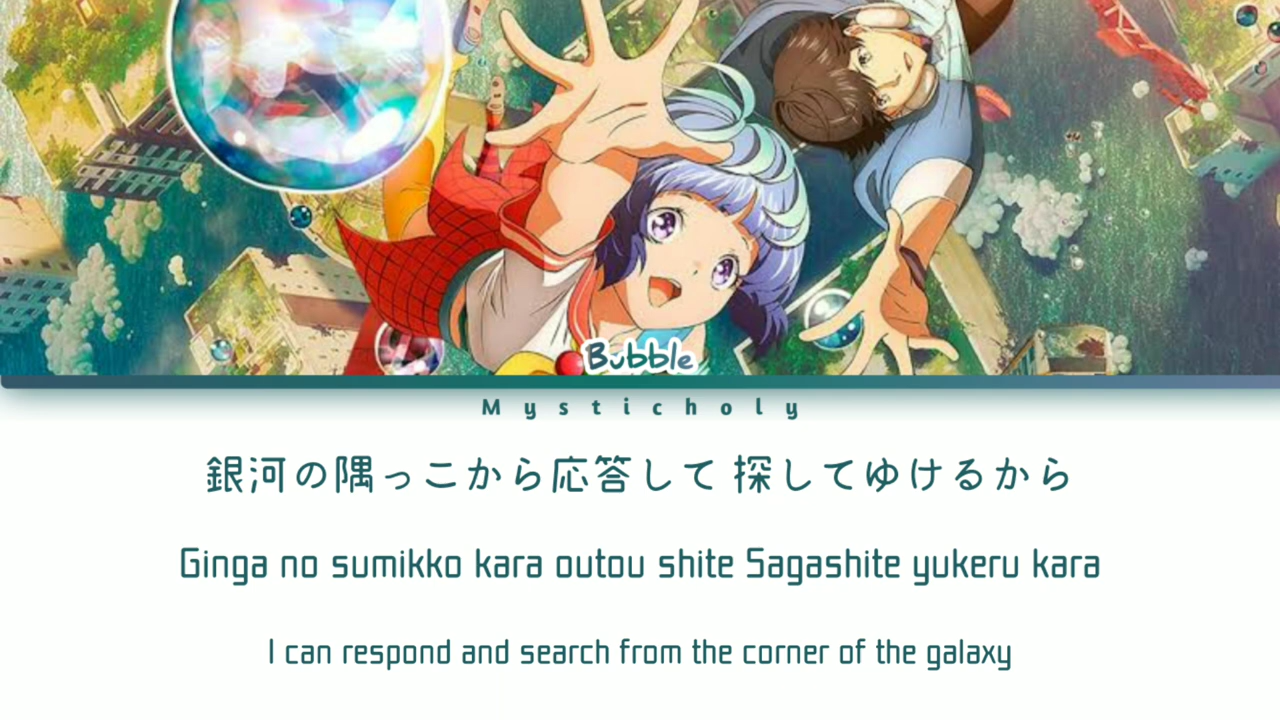 Bubble
Mysticholy
銀河の隅っこから応答して 探してゆけるから
Ginga no sumikko kara outou shite Sagashite yukeru kara
I can respond and search from the corner of the galaxy